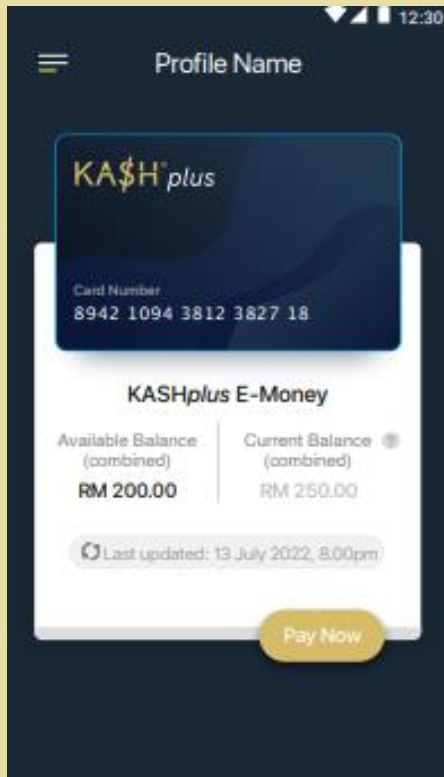 12:30
Profile Name
KA$H plus
Card Number
8942 1094 3812 3827 18
KASHplus E-Money
Available Balance
(combined)
RM 200.00
Current Balance
(combined)
RM 250.00
Last updated: 13 July 2022, 8.00pm
Pay Now